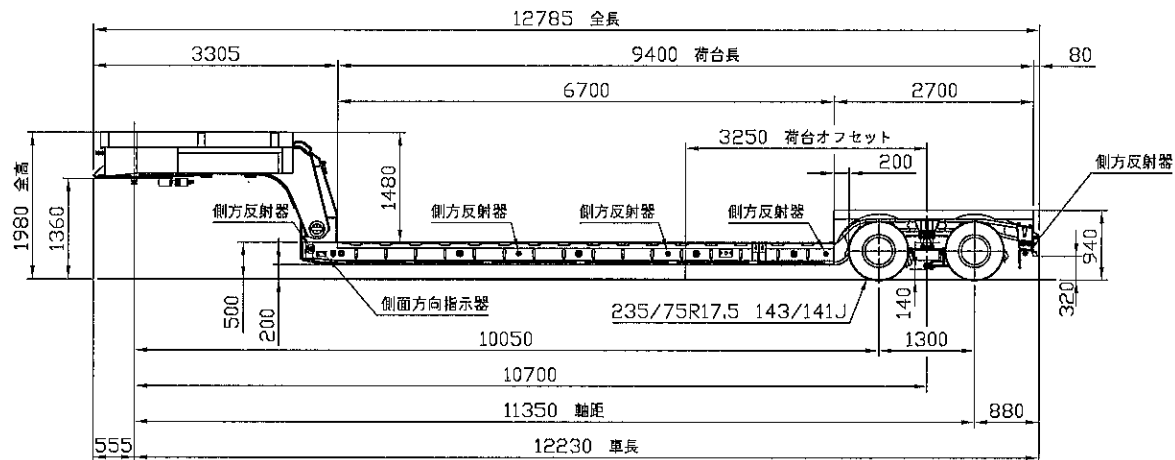 12785 全長
3305
9400 荷台長
80
6700
2700
3250 荷台オフセット
200
側方反射器
1980 全高
1360
1480
側方反射器
側方反射器
側方反射器
側方反射器
940
500
200
側面方向指示器
235/75R17,5 143/141J
140
320
10050
1300
10700
11350 軸距
880
555
12230 車長